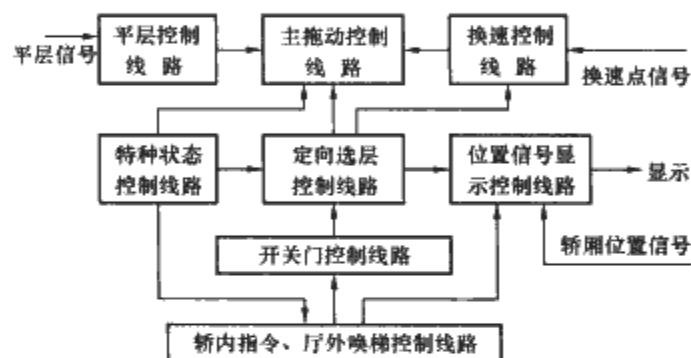 平层信号
平层控制
线 路
主拖动控制
线 路
换速控制
线 路
换速点信号
特种状态
控制线路
定向选层
控制线路
位置信号显
示控制线路
显示
开关门控制线路
轿厢位置信号
轿内指令、厅外唤梯控制线路